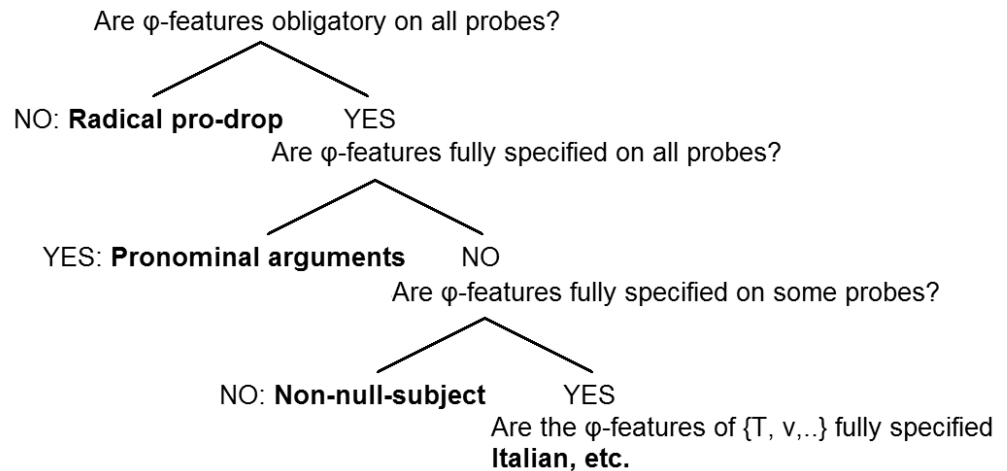 Are φ-features obligatory on all probes?
NO: Radical pro-drop YES
Are φ-features fully specified on all probes?
YES: Pronominal arguments NO
Are φ-features fully specified on some probes?
NO: Non-null-subject YES
Are the φ-features of {T, v,..} fully specified
Italian, etc.